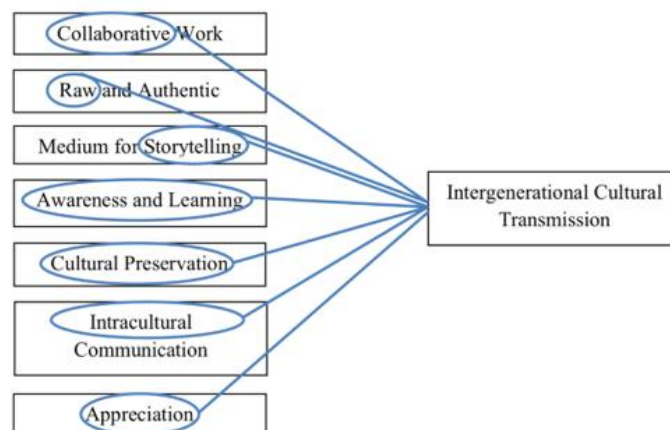 Collaborative Work
Raw and Authentic
Medium for Storytelling
Awareness and Learning
Cultural Preservation
Intracultural
Communication
Appreciation
Intergenerational Cultural
Transmission